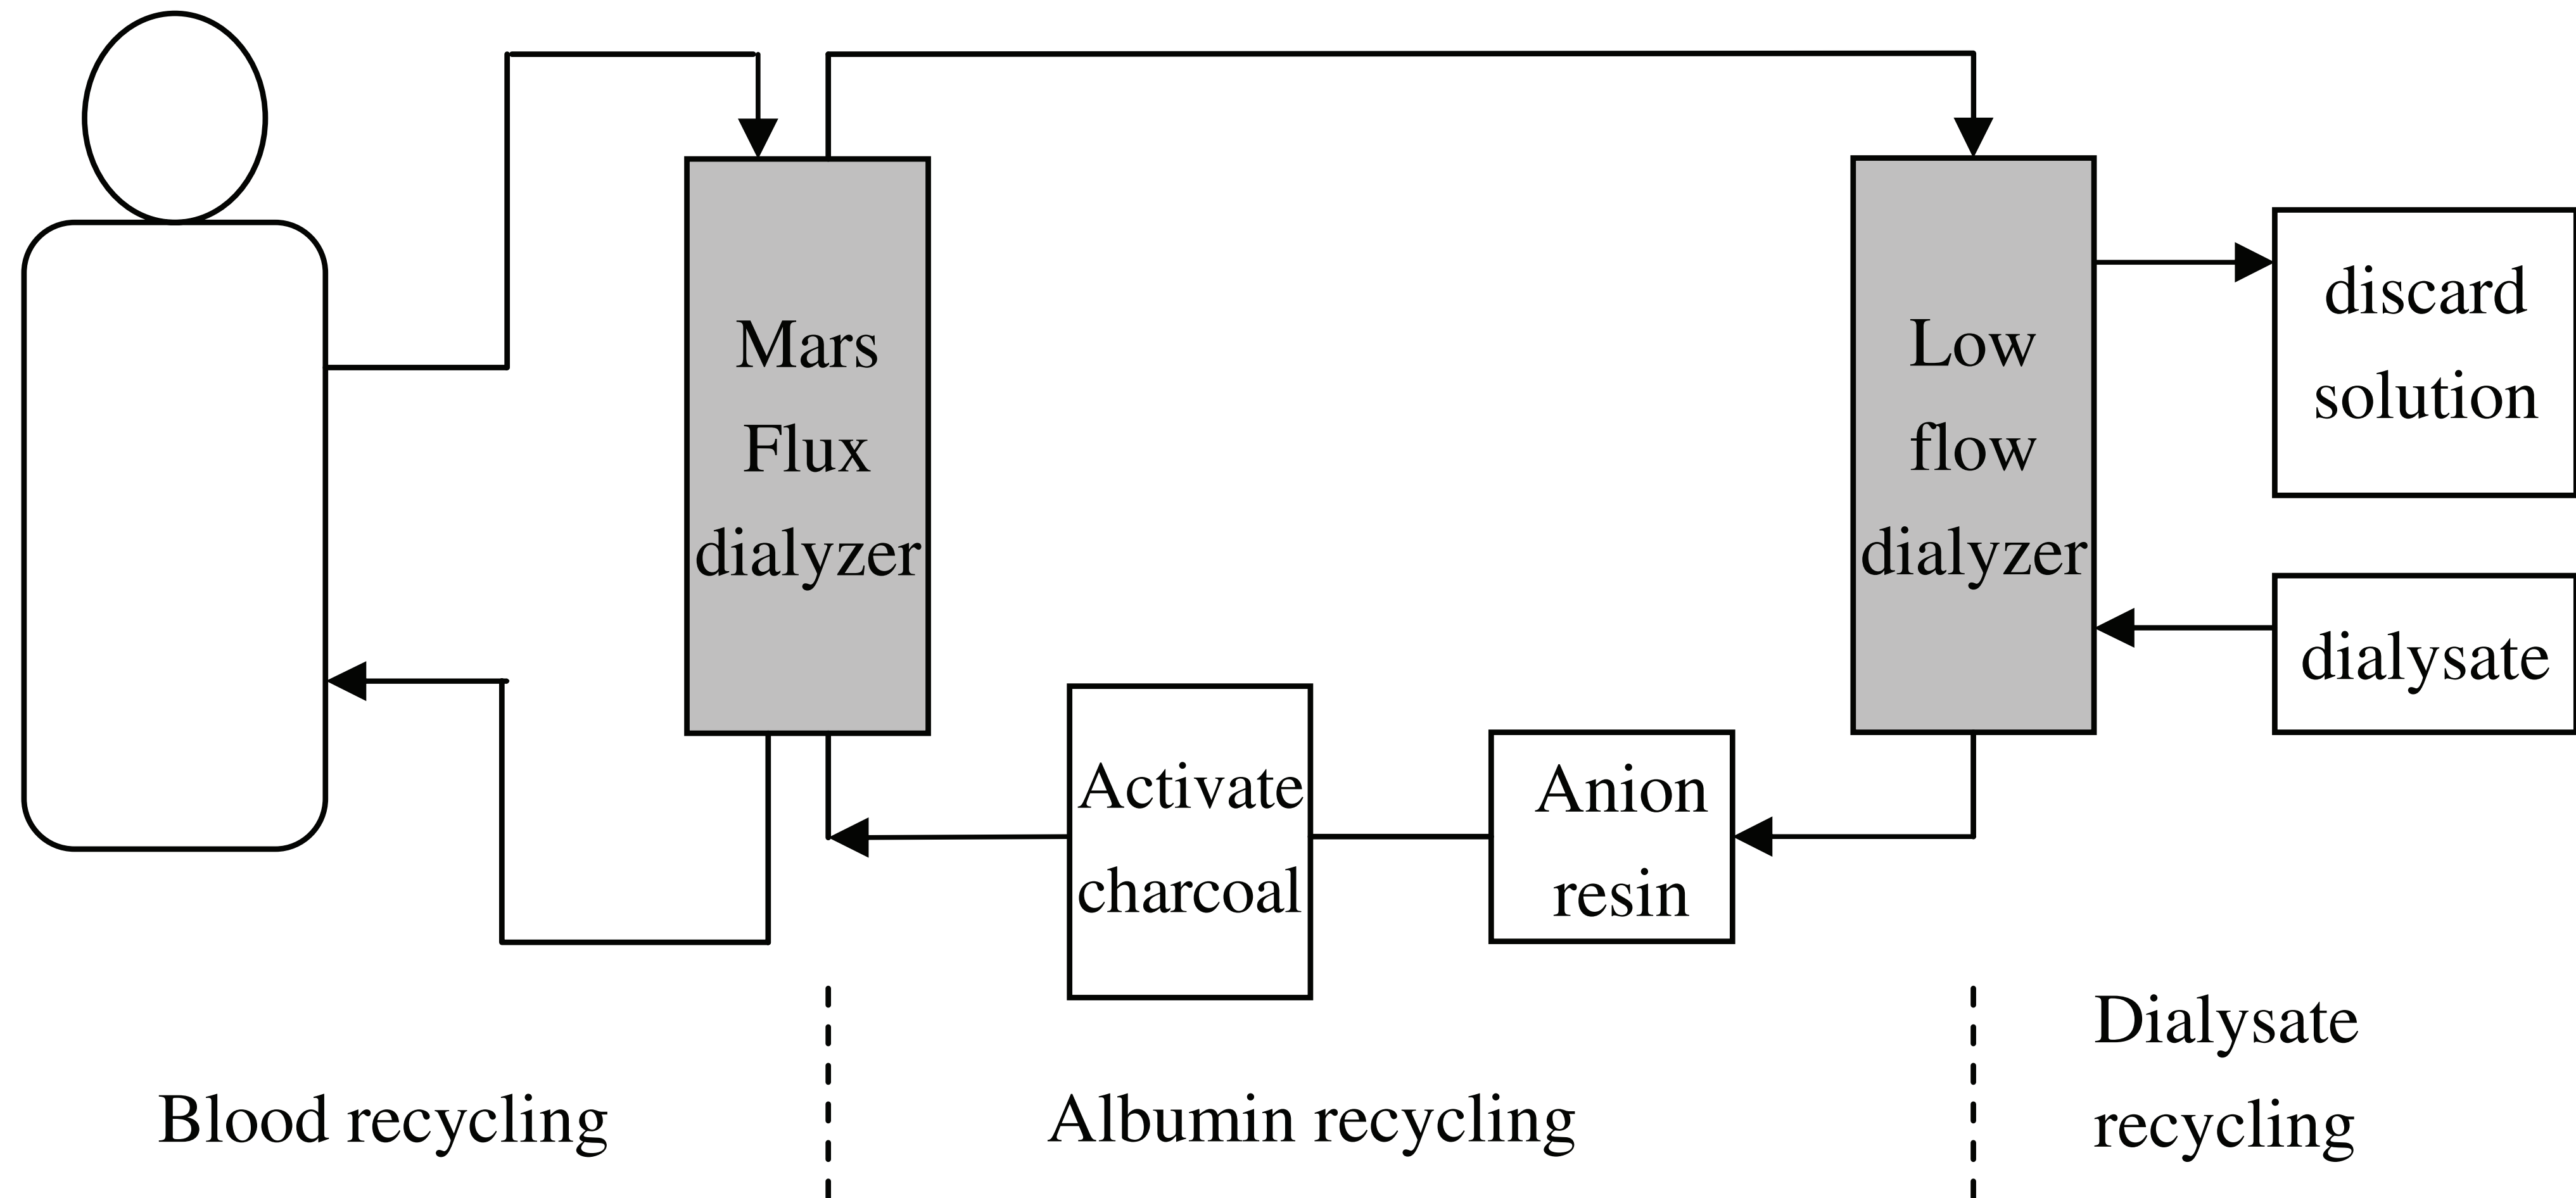 Mars
Flux
dialyzer
Low
flow
dialyzer
discard
solution
dialysate
Activate
charcoal
Anion
resin
Blood recycling
Albumin recycling
Dialysate
recycling